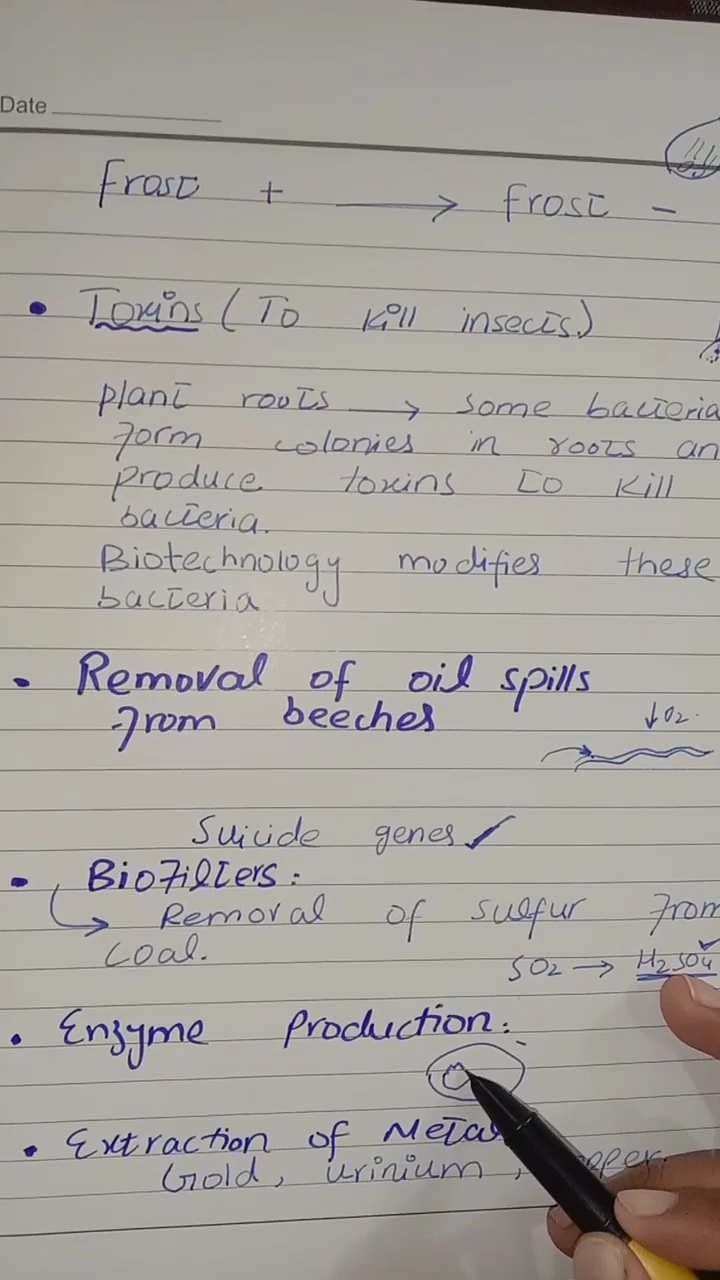 Date
Frost + → frost -
• Toxins (To kill insects)
plant roots → some bacteria
form colonies in roots an
produce toxins to kill
bacteria.
Biotechnology modifies these
bacteria
• Removal of oil spills
from beeches
↓O2.
Suicide genes ✓
• BioFilters:
→ Removal of sulfur from
coal.
SO2 → H2SO4
• Enzyme Production:
• Extraction of
Gold, Urinium,